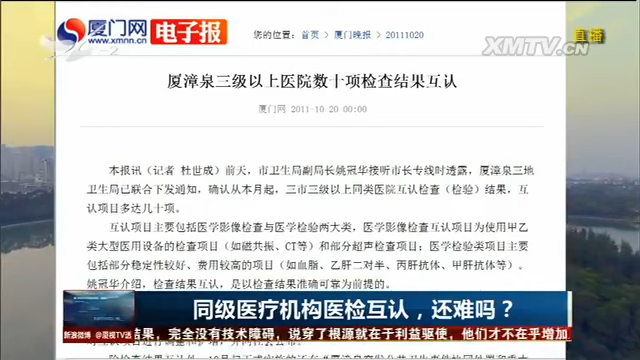 厦门网
www.xmnn.cn
电子报
您的位置：首页 > 厦门晚报 > 20111020
XMTV.CN
直播
厦漳泉三级以上医院数十项检查结果互认
厦门网 2011-10-20 00:00
本报讯（记者 杜世成）前天，市卫生局副局长姚冠华接听市长专线时透露，厦漳泉三地
卫生局已联合下发通知，确认从本月起，三市三级以上同类医院互认检查（检验）结果，互
认项目多达几十项。
互认项目主要包括医学影像检查与医学检验两大类，医学影像检查互认项目为使用甲乙
类大型医用设备的检查项目（如磁共振、CT等）和部分超声检查项目；医学检验类项目主要
包括部分稳定性较好、费用较高的项目（如血脂、乙肝二对半、丙肝抗体、甲肝抗体等）。
姚冠华介绍，检查结果互认，是以检查结果准确可靠为前提的。
同级医疗机构医检互认，还难吗？
新浪微博 @厦视TV透
结果，完全没有技术障碍，说穿了根源就在于利益驱使，他们才不在乎增加